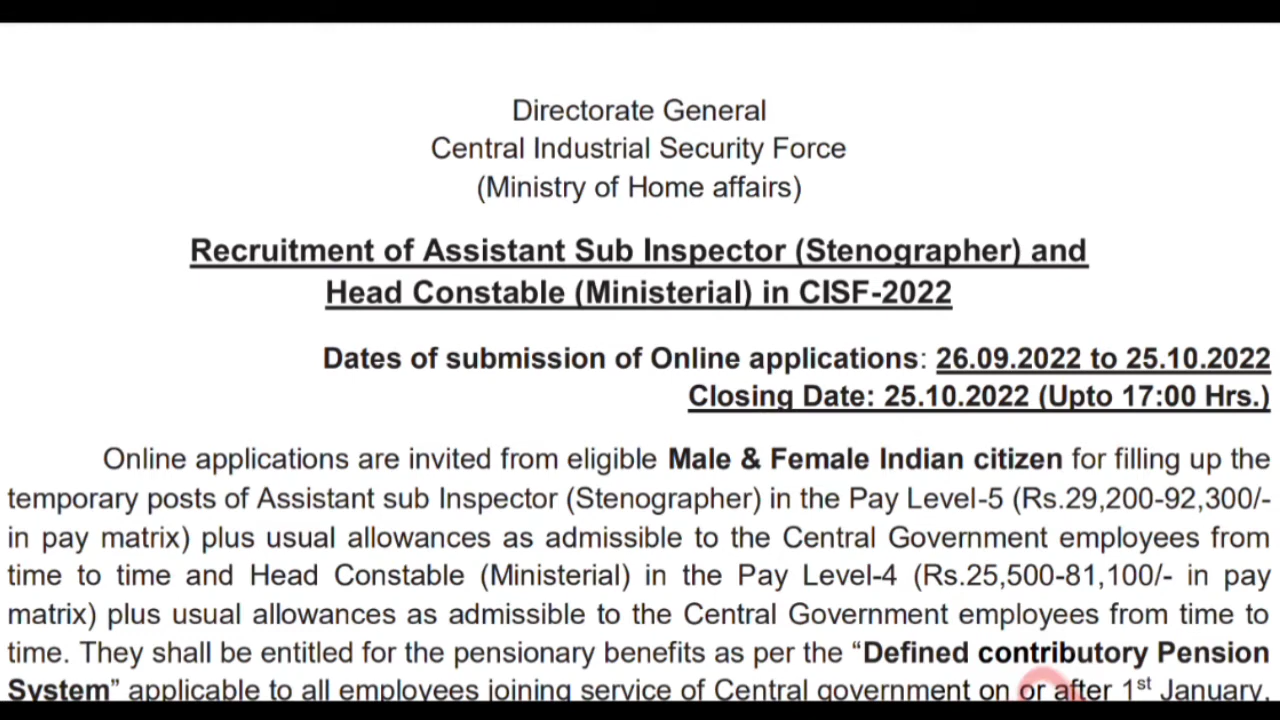 Directorate General
Central Industrial Security Force
(Ministry of Home affairs)
Recruitment of Assistant Sub Inspector (Stenographer) and
Head Constable (Ministerial) in CISF-2022
Dates of submission of Online applications: 26.09.2022 to 25.10.2022
Closing Date: 25.10.2022 (Upto 17:00 Hrs.)
Online applications are invited from eligible Male & Female Indian citizen for filling up the
temporary posts of Assistant sub Inspector (Stenographer) in the Pay Level-5 (Rs.29,200-92,300/-
in pay matrix) plus usual allowances as admissible to the Central Government employees from
time to time and Head Constable (Ministerial) in the Pay Level-4 (Rs.25,500-81,100/- in pay
matrix) plus usual allowances as admissible to the Central Government employees from time to
time. They shall be entitled for the pensionary benefits as per the “Defined contributory Pension
System” applicable to all employees joining service of Central government on or after 1st January,